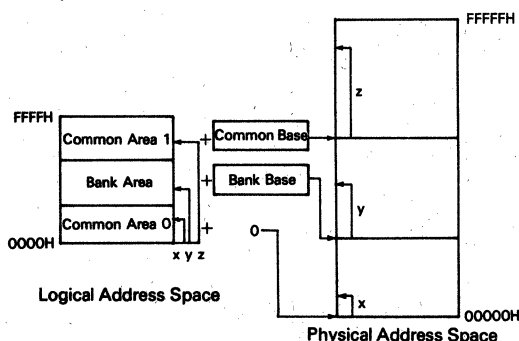 FFFFFH
z
FFFFH
Common Area 1
+
Common Base
Bank Area
+
Bank Base
y
Common Area 0
+
0
0000H
x y z
x
00000H
Logical Address Space
Physical Address Space